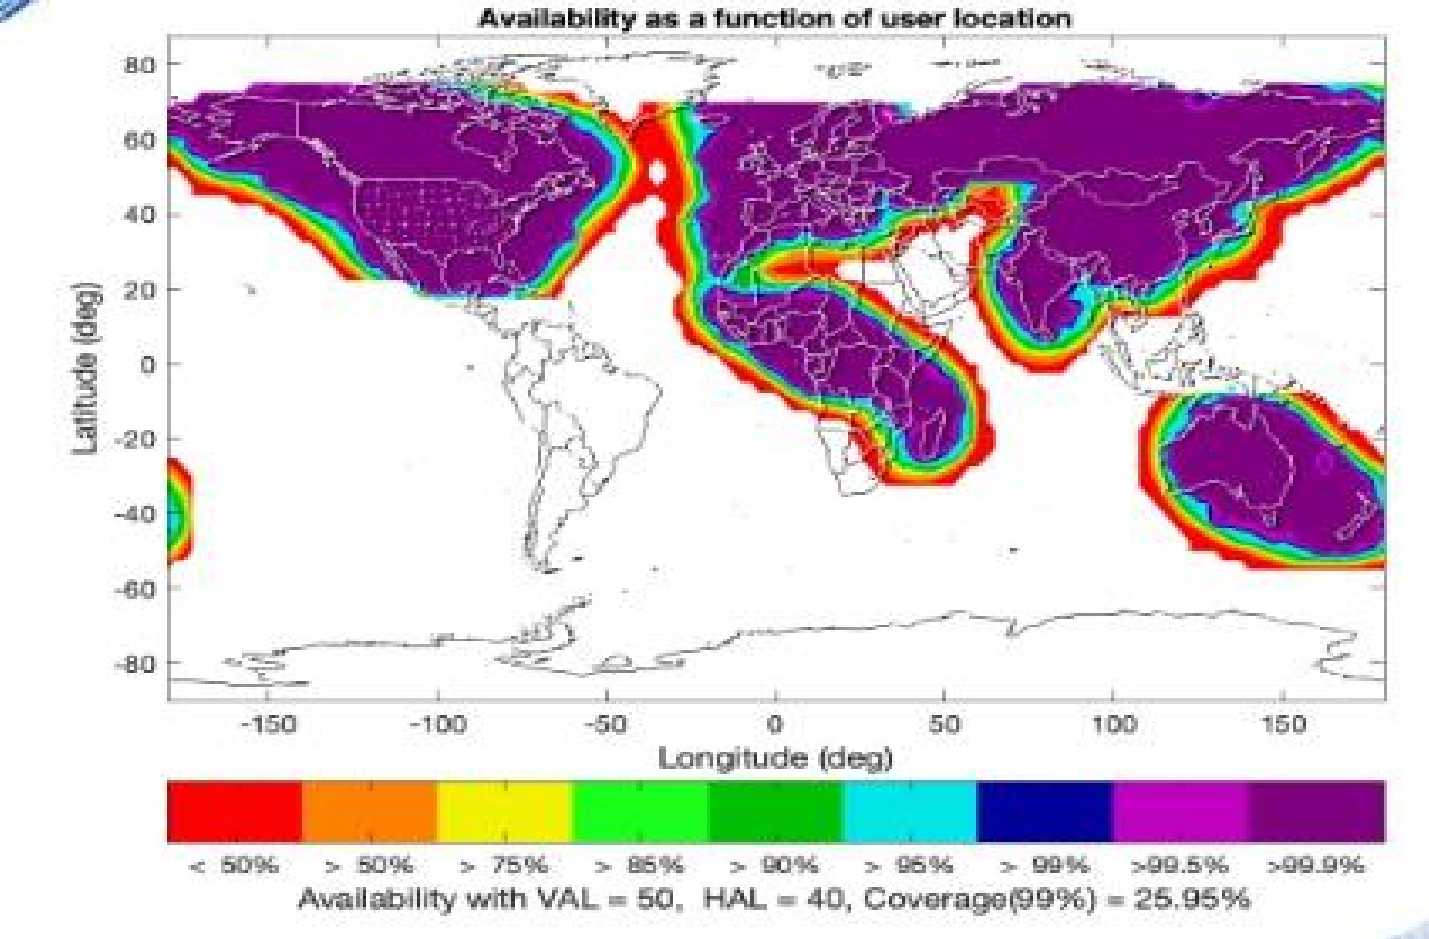 Availability as a function of user location
80
60
40
20
0
-20
-40
-60
-80
Latitude (deg)
-150 -100 -50 0 50 100 150
Longitude (deg)
< 50% > 50% > 75% > 85% > 90% > 95% > 99% >99.5% >99.9%
Availability with VAL = 50, HAL = 40, Coverage(99%) = 25.95%